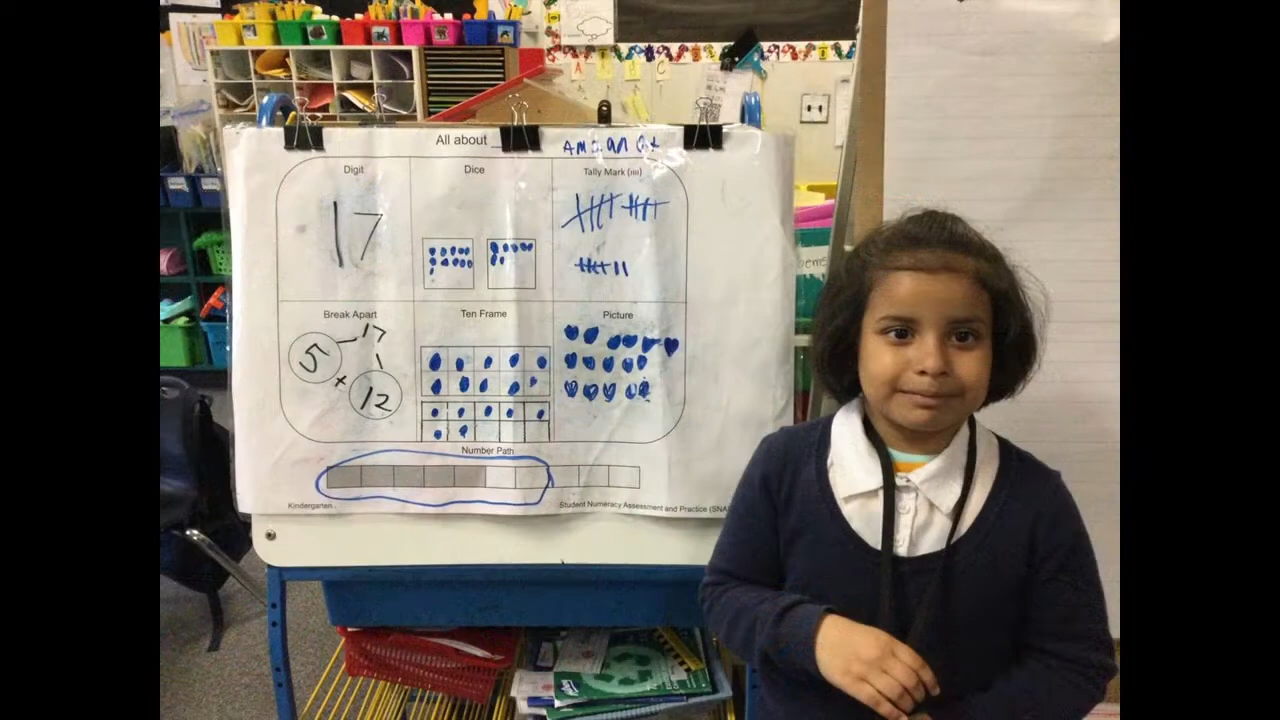 All about
Digit Dice Tally Mark (IIII)
17
Break Apart Ten Frame Picture
17
5
+
12
Number Path
Kindergarten
Student Numeracy Assessment and Practice (SNA
A
C